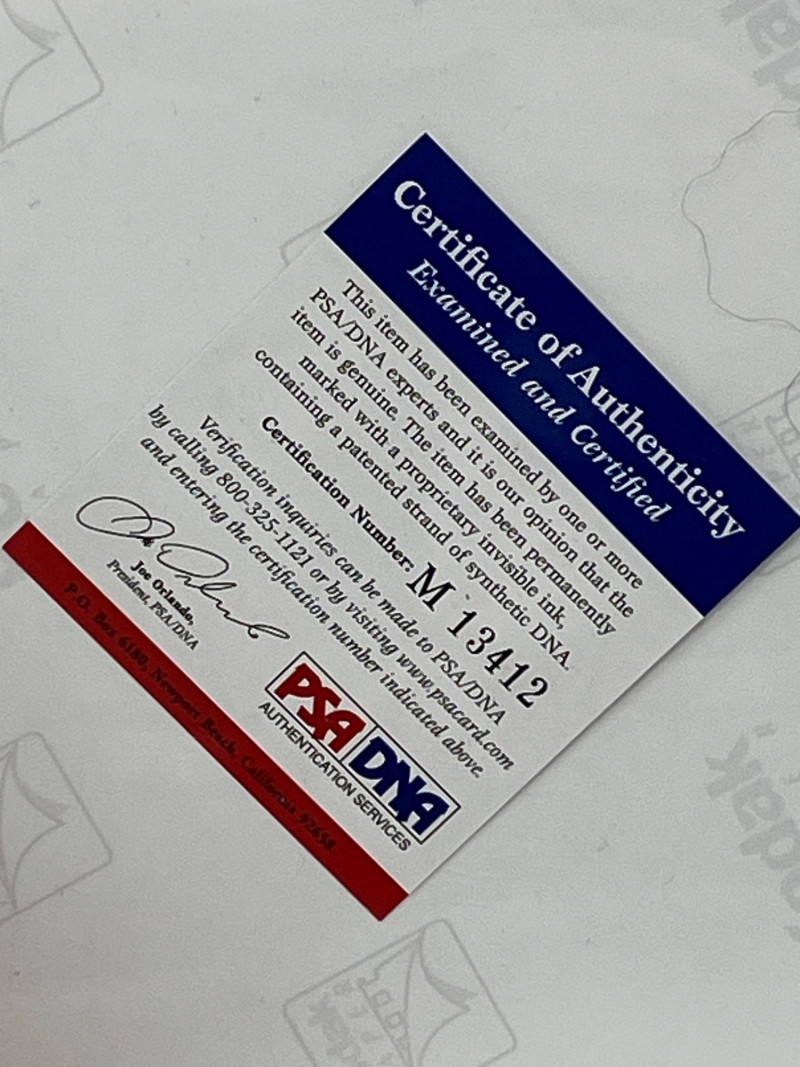 Certificate of Authenticity
Examined and Certified
This item has been examined by one or more
PSA/DNA experts and it is our opinion that the
item is genuine. The item has been permanently
marked with a proprietary invisible ink,
containing a patented strand of synthetic DNA.
Certification Number: M 13412
Verification inquiries can be made to PSA/DNA
by calling 800-325-1121 or by visiting www.psacard.com
and entering the certification number indicated above.
Joe Orlando,
President, PSA/DNA
PSA DNA
AUTHENTICATION SERVICES
P.O. Box 6180, Newport Beach, California 92658